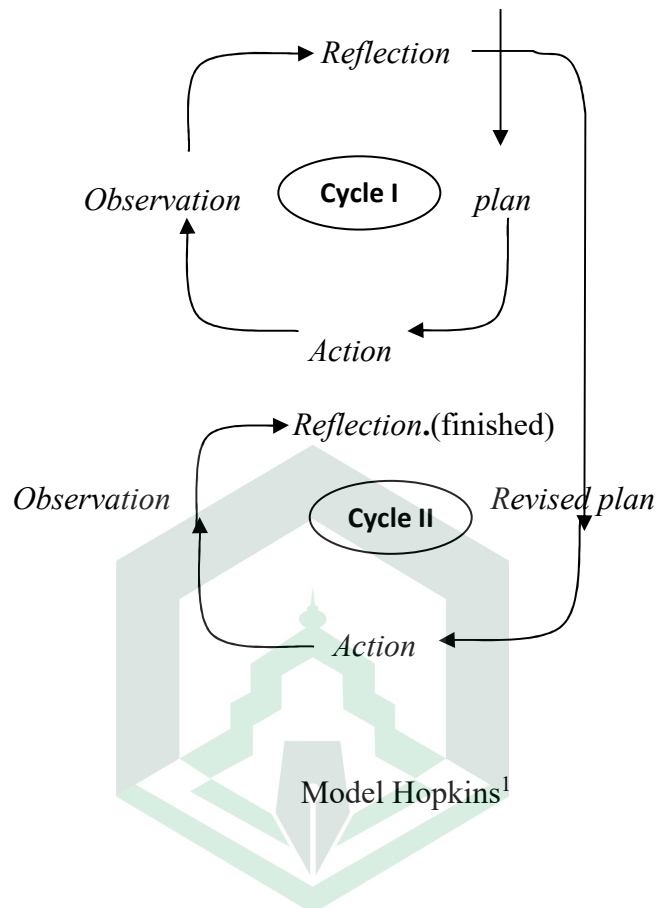 Reflection
Observation
Cycle I
plan
Action
Reflection.(finished)
Observation
Cycle II
Revised plan
Action
Model Hopkins¹